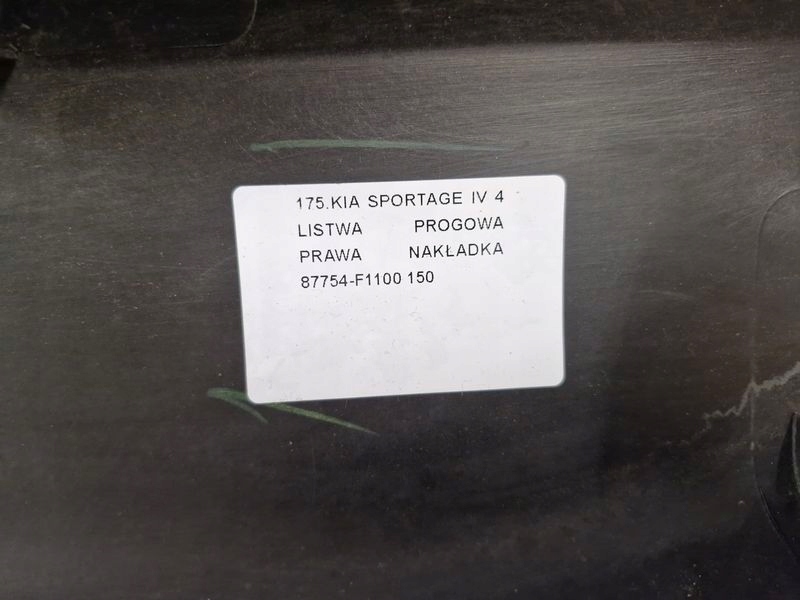 175.KIA SPORTAGE IV 4
LISTWA PROGOWA
PRAWA NAKŁADKA
87754-F1100 150